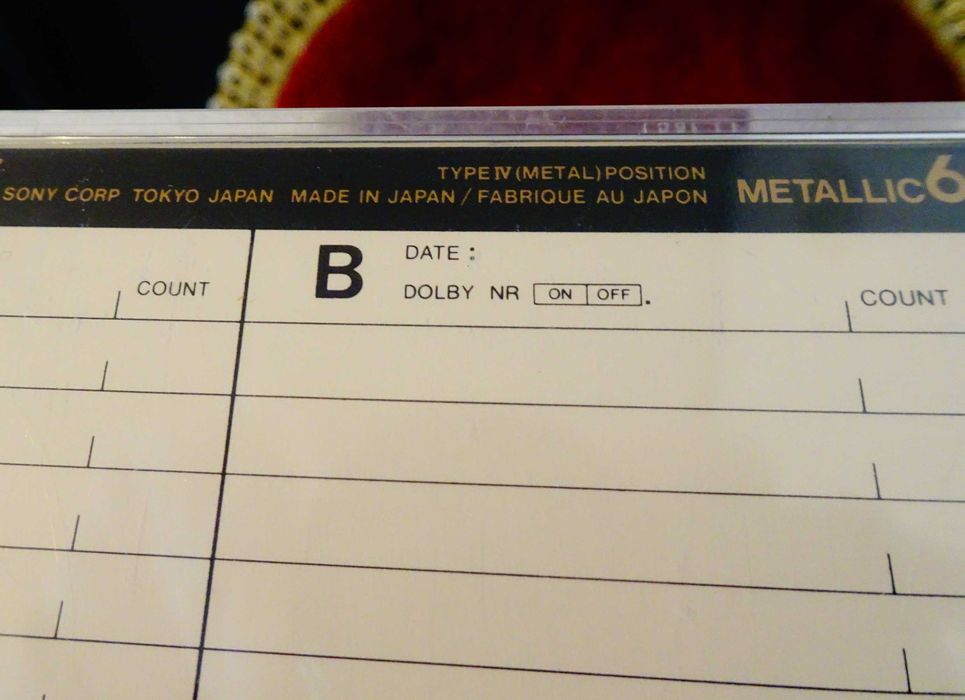 TYPE IV (METAL) POSITION
SONY CORP TOKYO JAPAN MADE IN JAPAN / FABRIQUE AU JAPON
METALLIC 6
COUNT
B
DATE :
DOLBY NR ON OFF.
COUNT